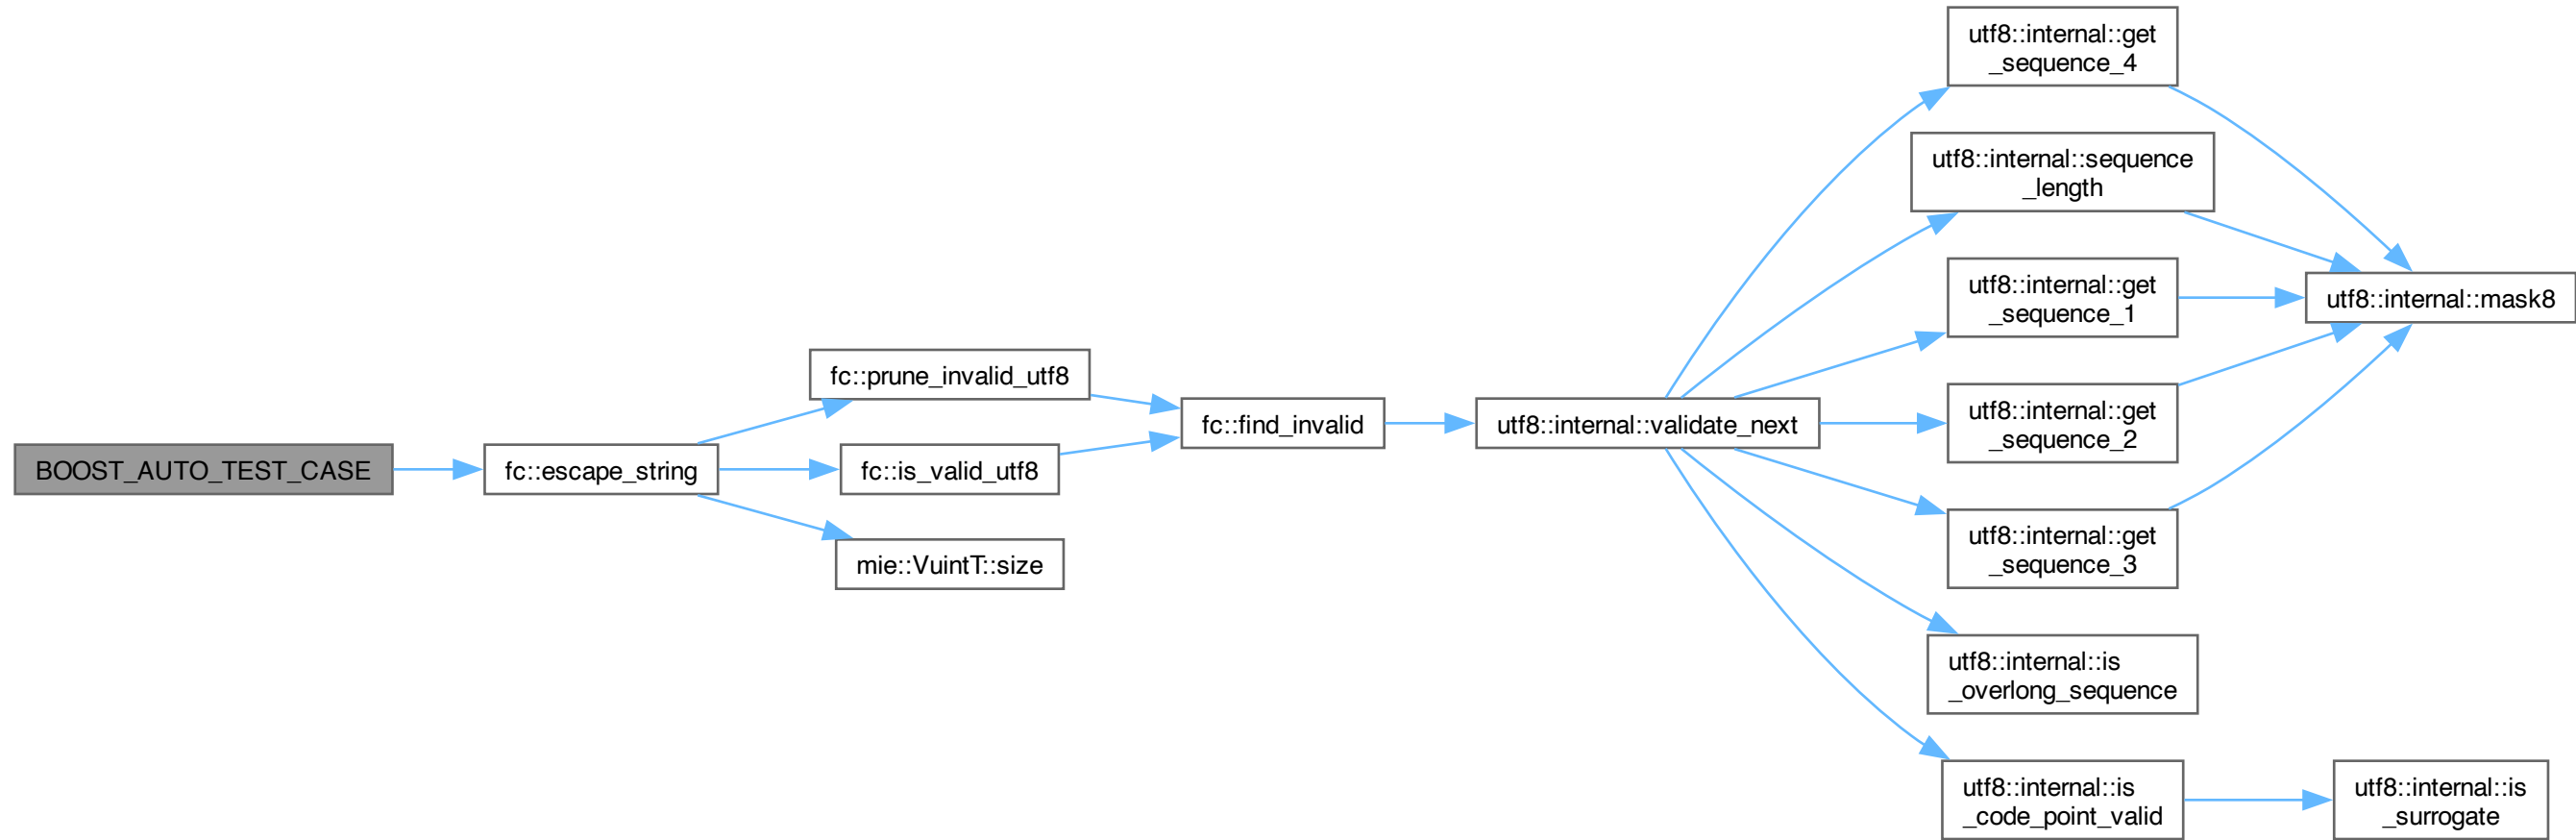 BOOST_AUTO_TEST_CASE
fc::escape_string
fc::prune_invalid_utf8
fc::is_valid_utf8
mie::VuintT::size
fc::find_invalid
utf8::internal::validate_next
utf8::internal::get
_sequence_4
utf8::internal::sequence
_length
utf8::internal::get
_sequence_1
utf8::internal::get
_sequence_2
utf8::internal::get
_sequence_3
utf8::internal::is
_overlong_sequence
utf8::internal::is
_code_point_valid
utf8::internal::mask8
utf8::internal::is
_surrogate